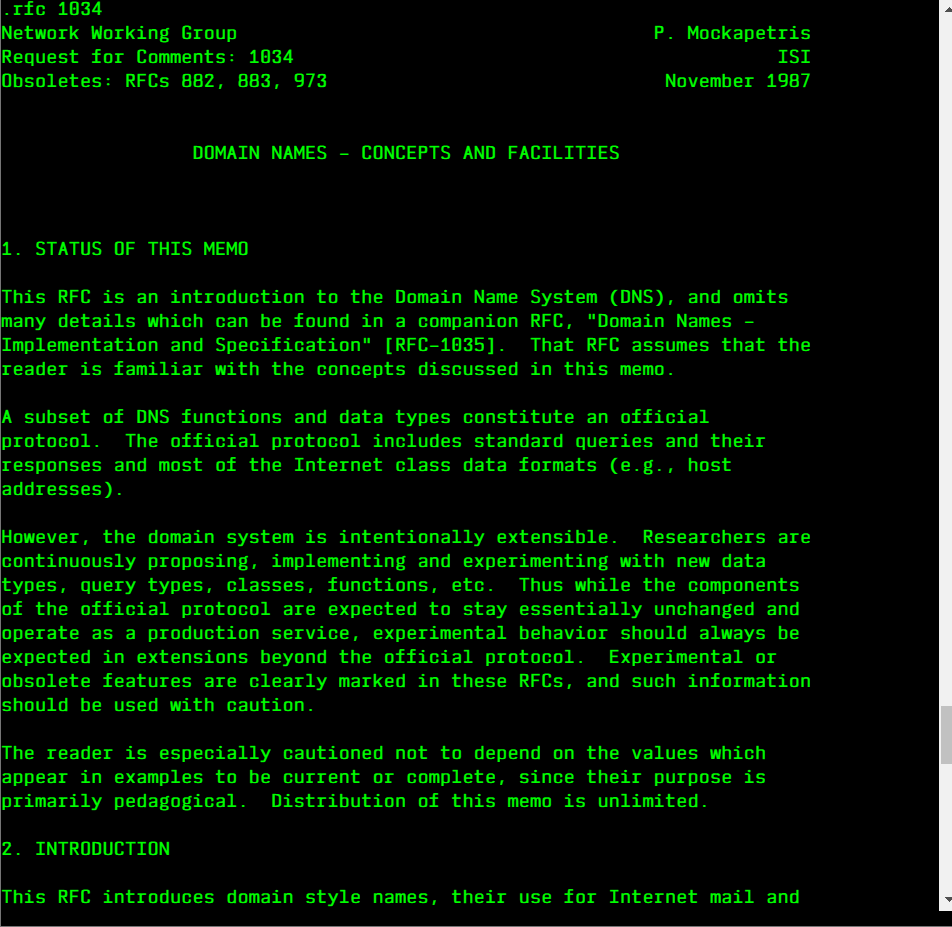 .rfc 1034
Network Working Group                                     P. Mockapetris
Request for Comments: 1034                                           ISI
Obsoletes: RFCs 882, 883, 973                              November 1987
DOMAIN NAMES - CONCEPTS AND FACILITIES
1. STATUS OF THIS MEMO
This RFC is an introduction to the Domain Name System (DNS), and omits
many details which can be found in a companion RFC, "Domain Names -
Implementation and Specification" [RFC-1035].  That RFC assumes that the
reader is familiar with the concepts discussed in this memo.
A subset of DNS functions and data types constitute an official
protocol.  The official protocol includes standard queries and their
responses and most of the Internet class data formats (e.g., host
addresses).
However, the domain system is intentionally extensible.  Researchers are
continuously proposing, implementing and experimenting with new data
types, query types, classes, functions, etc.  Thus while the components
of the official protocol are expected to stay essentially unchanged and
operate as a production service, experimental behavior should always be
expected in extensions beyond the official protocol.  Experimental or
obsolete features are clearly marked in these RFCs, and such information
should be used with caution.
The reader is especially cautioned not to depend on the values which
appear in examples to be current or complete, since their purpose is
primarily pedagogical.  Distribution of this memo is unlimited.
2. INTRODUCTION
This RFC introduces domain style names, their use for Internet mail and